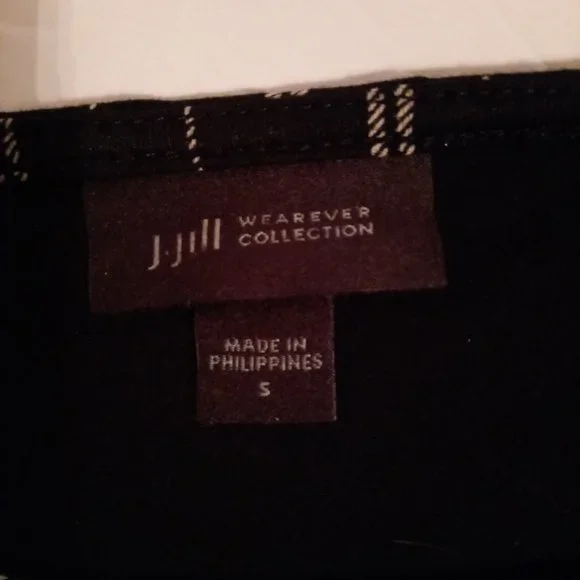 J.Jill WEAREVER
COLLECTION
MADE IN
PHILIPPINES
S